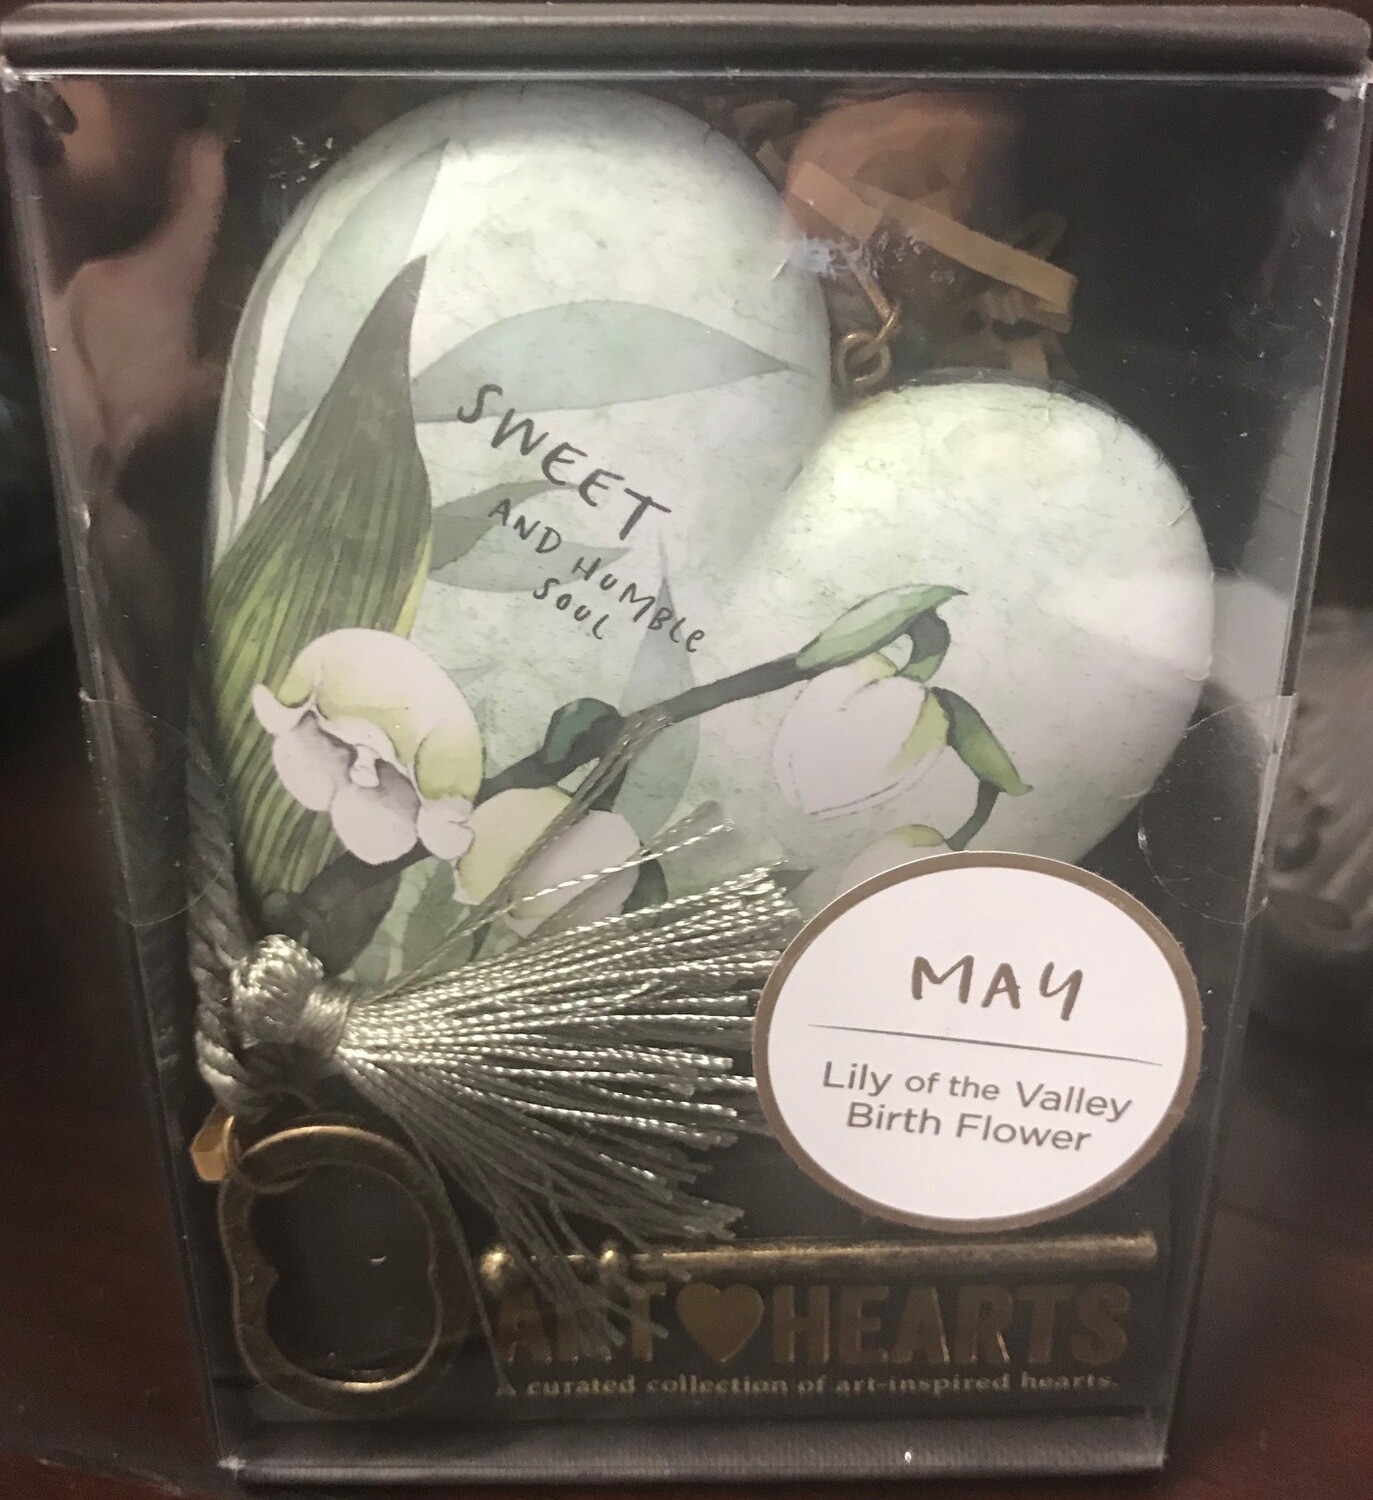 SWEET
AND HUMBLE
SOUL
MAY
Lily of the Valley
Birth Flower
ART HEARTS
A curated collection of art-inspired hearts.